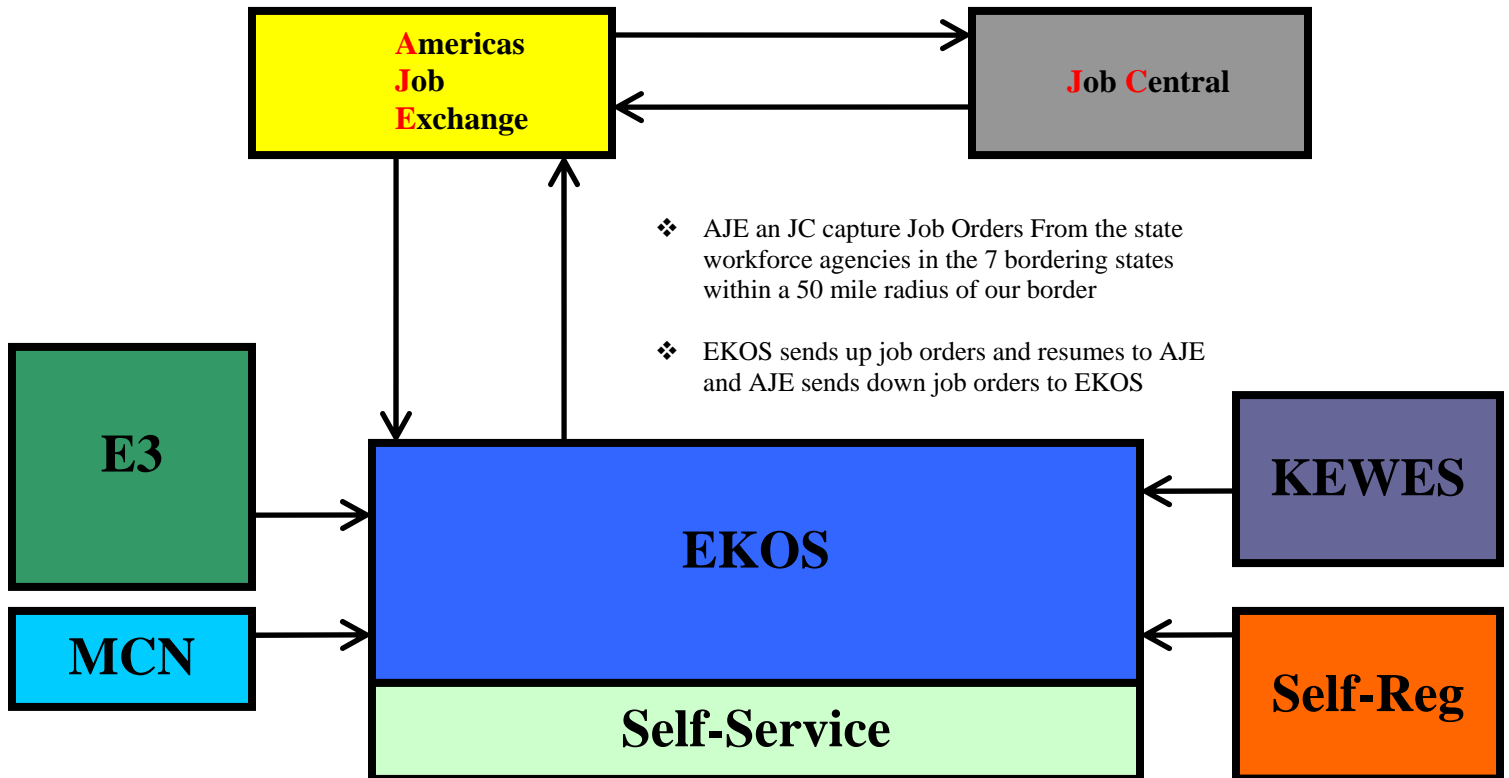 Americas
Job
Exchange
Job Central
❖ AJE an JC capture Job Orders From the state
workforce agencies in the 7 bordering states
within a 50 mile radius of our border
❖ EKOS sends up job orders and resumes to AJE
and AJE sends down job orders to EKOS
E3
KEWES
EKOS
MCN
Self-Reg
Self-Service